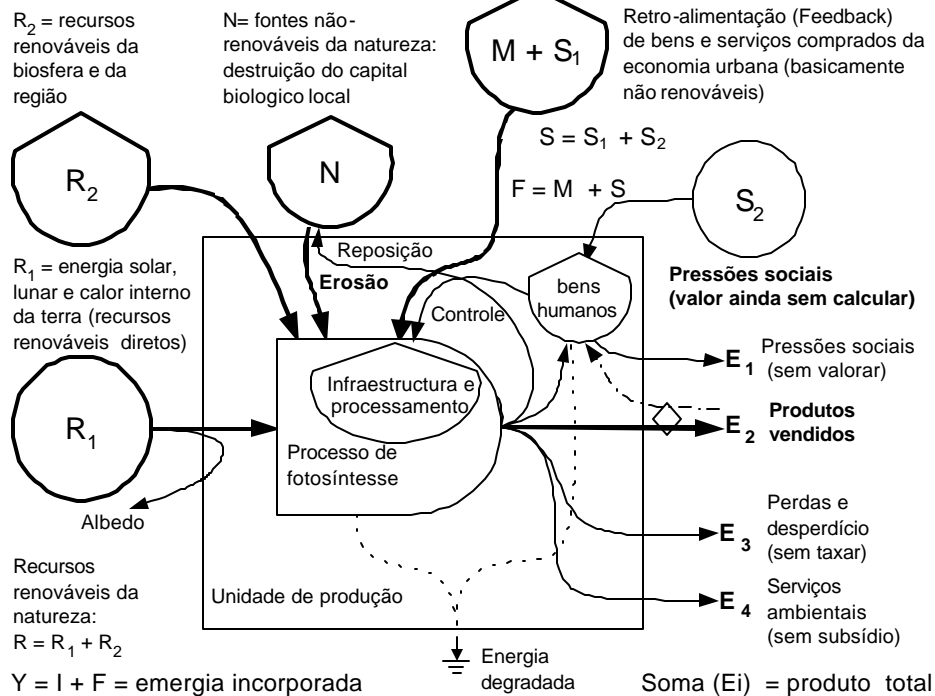 R2 = recursos
renováveis da
biosfera e da
região
N= fontes não-
renováveis da natureza:
destruição do capital
biologico local
M + S1
Retro-alimentação (Feedback)
de bens e serviços comprados da
economia urbana (basicamente
não renováveis)
S = S1 + S2
F = M + S
R2
N
S2
Reposição
Erosão
Controle
bens
humanos
Pressões sociais
(valor ainda sem calcular)
R1 = energia solar,
lunar e calor interno
da terra (recursos
renováveis diretos)
R1
Albedo
Infraestructura e
processamento
Processo de
fotosíntesse
E1 Pressões sociais
(sem valorar)
E2 Produtos
vendidos
E3 Perdas e
desperdício
(sem taxar)
E4 Serviços
ambientais
(sem subsídio)
Recursos
renováveis da
natureza:
R = R1 + R2
Unidade de produção
Energia
degradada
Y = I + F = emergia incorporada
Soma (Ei) = produto total